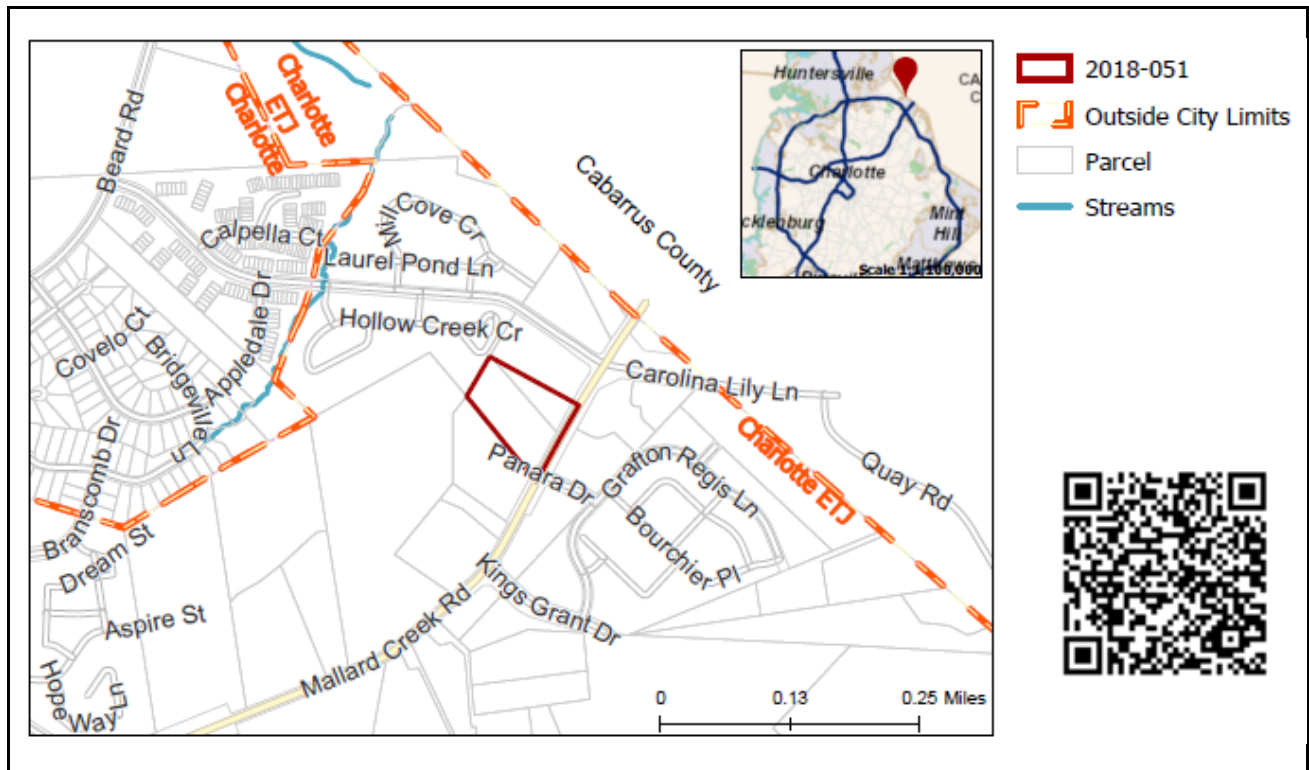 2018-051
Outside City Limits
Parcel
Streams
Huntersville
CA
C
Charlotte
cklenburg
Mint
Hill
Matthews
Scale 1:1,100,000
Charlotte
ETJ
Charlotte
Beard Rd
Cabarrus County
Mill
Cove Cr
Calpella Ct
Laurel Pond Ln
Hollow Creek Cr
Appledale Dr
Covelo Ct
Bridgeville
Ln
Carolina Lily Ln
Branscomb Dr
Panara Dr
Grafton Regis Ln
Charlotte ETJ
Quay Rd
Dream St
Bourchier Pl
Kings Grant Dr
Aspire St
Mallard Creek Rd
Hope
Way
Ln
0 0.13 0.25 Miles